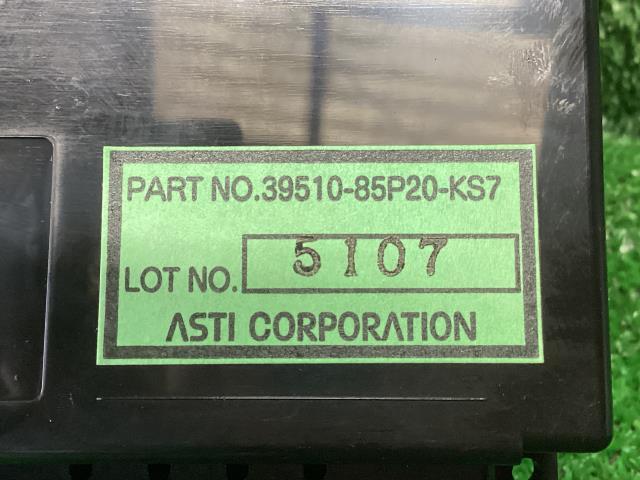 PART NO.39510-85P20-KS7
LOT NO. 5107
ASTI CORPORATION